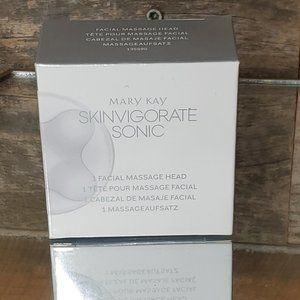 FACIAL MASSAGE HEAD
TÊTE POUR MASSAGE FACIAL
CABEZAL DE MASAJE FACIAL
MASSAGEAUFSATZ
MARY KAY
SKINVIGORATE
SONIC
1 FACIAL MASSAGE HEAD
1 TÊTE POUR MASSAGE FACIAL
1 CABEZAL DE MASAJE FACIAL
1 MASSAGEAUFSATZ